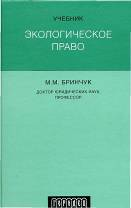 УЧЕБНИК
ЭКОЛОГИЧЕСКОЕ
ПРАВО
М.М. БРИНЧУК
ДОКТОР ЮРИДИЧЕСКИХ НАУК,
ПРОФЕССОР